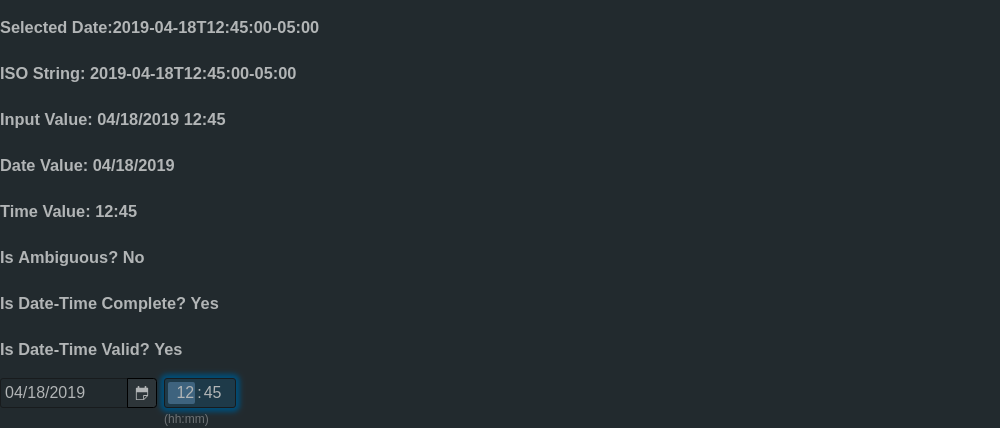 Selected Date:2019-04-18T12:45:00-05:00
ISO String: 2019-04-18T12:45:00-05:00
Input Value: 04/18/2019 12:45
Date Value: 04/18/2019
Time Value: 12:45
Is Ambiguous? No
Is Date-Time Complete? Yes
Is Date-Time Valid? Yes
04/18/2019 12:45
(hh:mm)